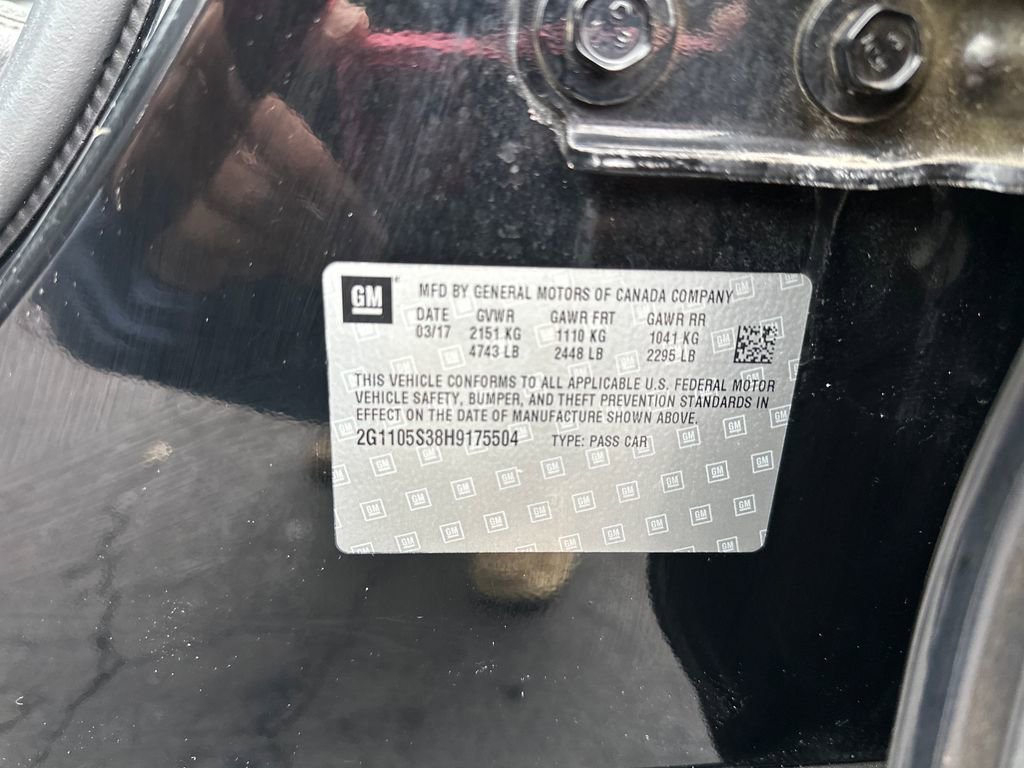 GM
MFD BY GENERAL MOTORS OF CANADA COMPANY
DATE GVWR GAWR FRT GAWR RR
03/17 2151 KG 1110 KG 1041 KG
4743 LB 2448 LB 2295 LB
THIS VEHICLE CONFORMS TO ALL APPLICABLE U.S. FEDERAL MOTOR
VEHICLE SAFETY, BUMPER, AND THEFT PREVENTION STANDARDS IN
EFFECT ON THE DATE OF MANUFACTURE SHOWN ABOVE.
2G1105S38H9175504 TYPE: PASS CAR